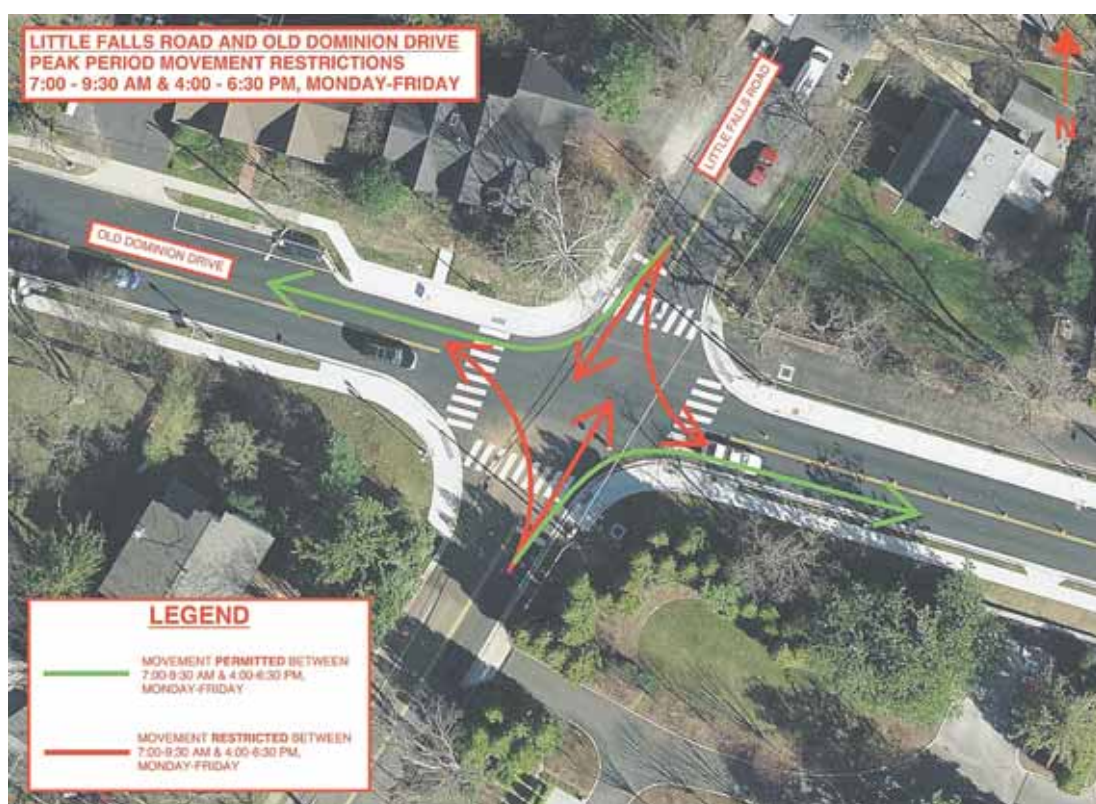 LITTLE FALLS ROAD AND OLD DOMINION DRIVE
PEAK PERIOD MOVEMENT RESTRICTIONS
7:00 - 9:30 AM & 4:00 - 6:30 PM, MONDAY-FRIDAY
N
LITTLE FALLS ROAD
OLD DOMINION DRIVE
LEGEND
MOVEMENT PERMITTED BETWEEN
7:00-9:30 AM & 4:00-6:30 PM,
MONDAY-FRIDAY
MOVEMENT RESTRICTED BETWEEN
7:00-9:30 AM & 4:00-6:30 PM,
MONDAY-FRIDAY